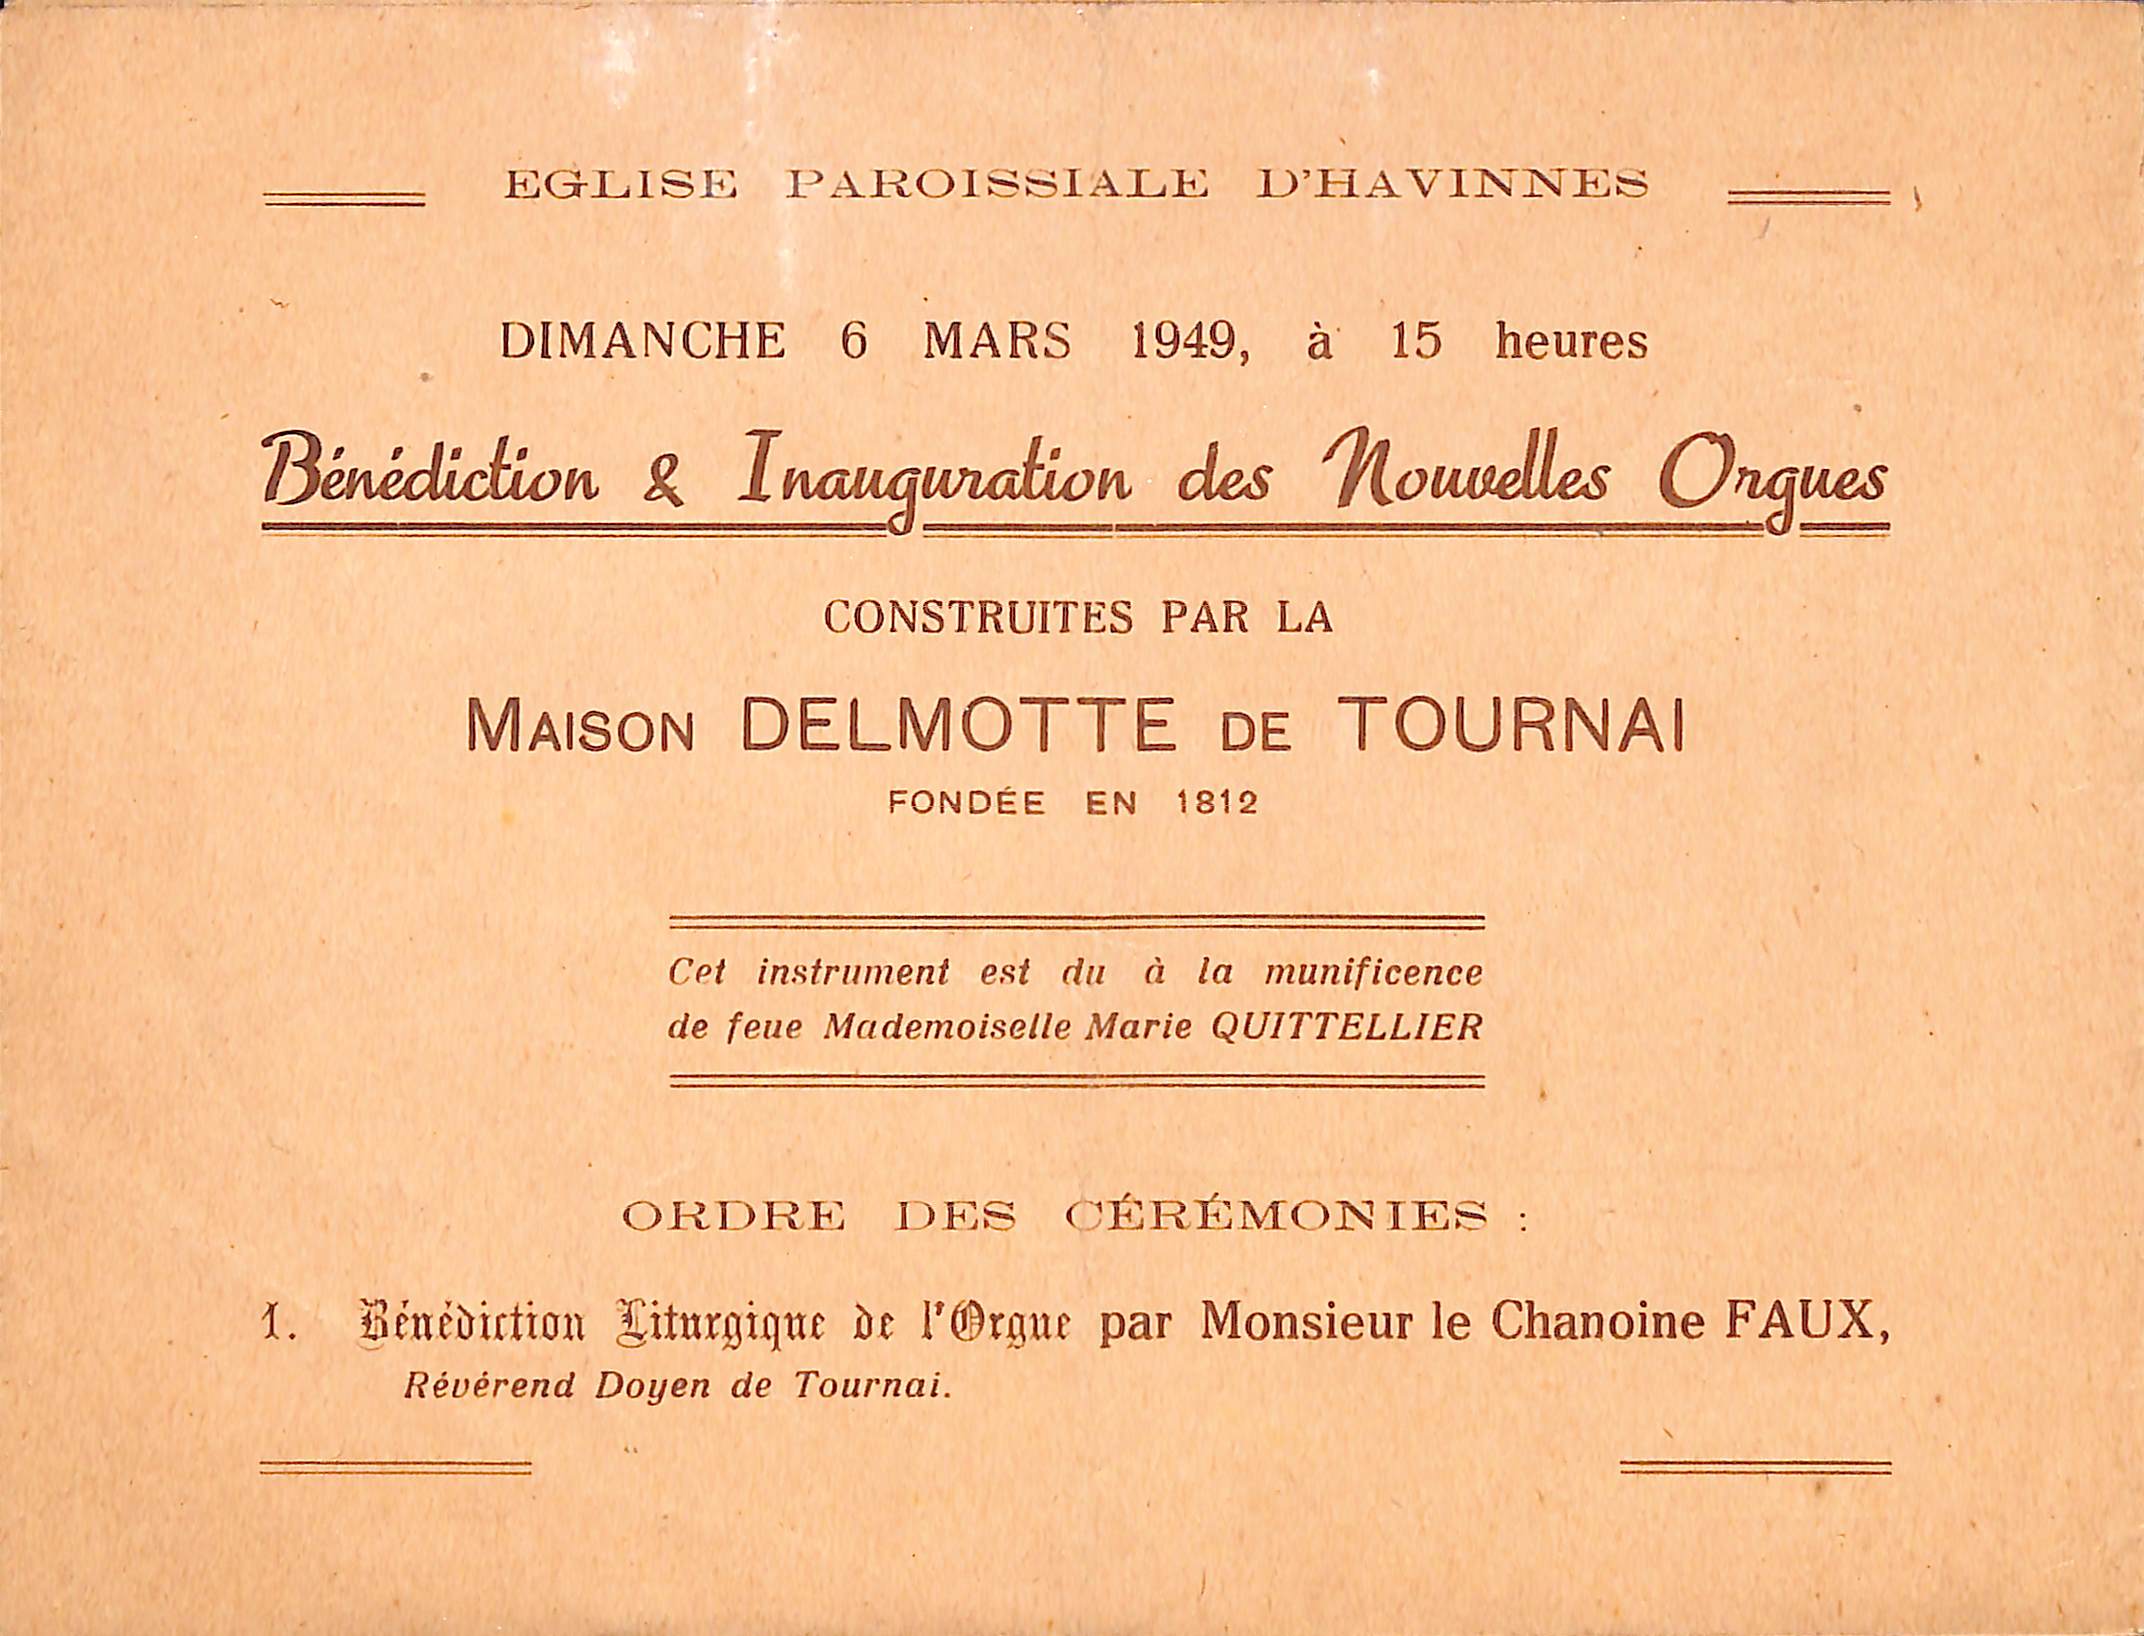 EGLISE PAROISSIALE D'HAVINNES
DIMANCHE 6 MARS 1949, à 15 heures
Bénédiction & Inauguration des Nouvelles Orgues
CONSTRUITES PAR LA
MAISON DELMOTTE DE TOURNAI
FONDÉE EN 1812
Cet instrument est du à la munificence
de feue Mademoiselle Marie QUITTELLIER
ORDRE DES CÉRÉMONIES :
1. Bénédiction Liturgique de l'Orgue par Monsieur le Chanoine FAUX,
Révérend Doyen de Tournai.